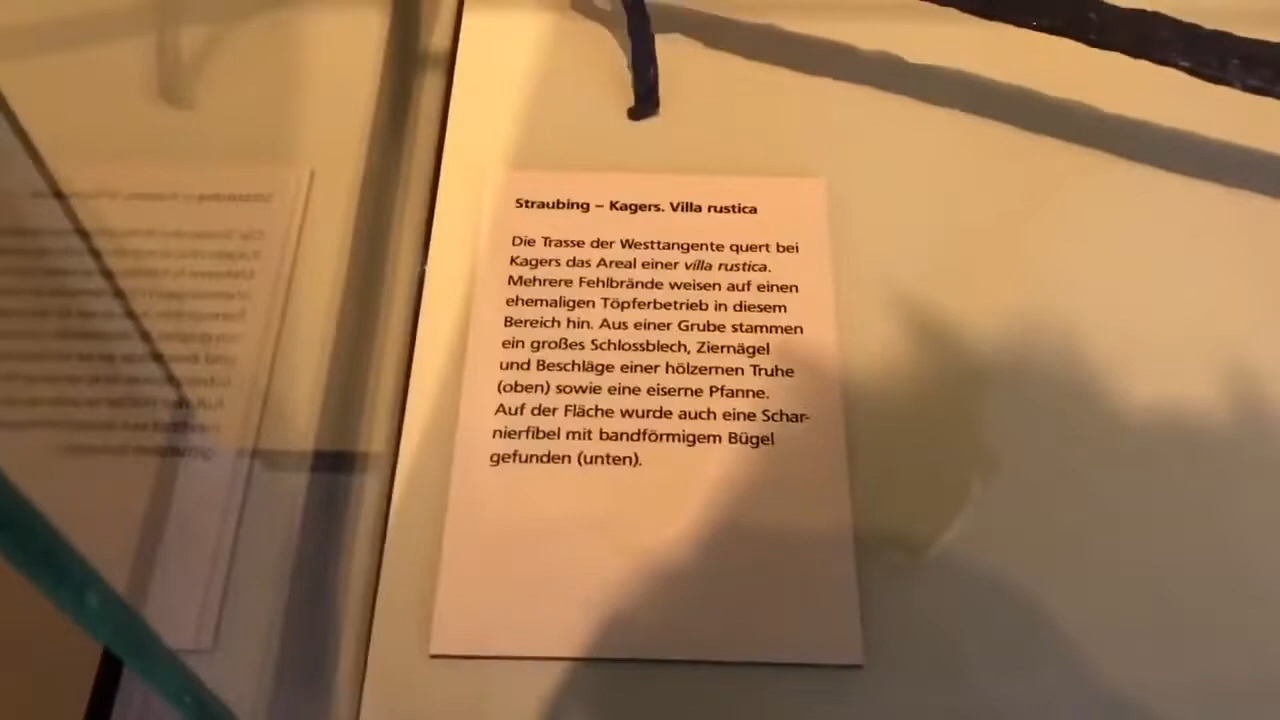 Straubing – Kagers. Villa rustica
Die Trasse der Westtangente quert bei
Kagers das Areal einer villa rustica.
Mehrere Fehlbrände weisen auf einen
ehemaligen Töpferbetrieb in diesem
Bereich hin. Aus einer Grube stammen
ein großes Schlossblech, Ziernägel
und Beschläge einer hölzernen Truhe
(oben) sowie eine eiserne Pfanne.
Auf der Fläche wurde auch eine Schar-
nierfibel mit bandförmigem Bügel
gefunden (unten).